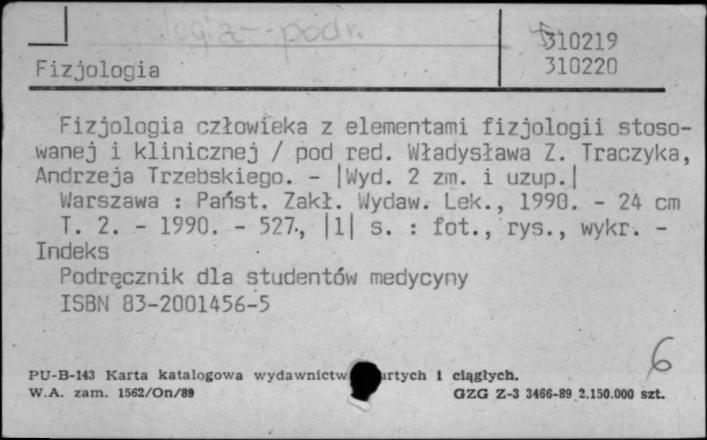 podr.
310219
Fizjologia 310220
Fizjologia człowieka z elementami fizjologii stoso-
wanej i klinicznej / pod red. Władysława Z. Traczyka,
Andrzeja Trzebskiego. - |Wyd. 2 zm. i uzup.|
Warszawa : Państ. Zakł. Wydaw. Lek., 1990. - 24 cm
T. 2. - 1990. - 527., |1| s. : fot., rys., wykr. -
Indeks
Podręcznik dla studentów medycyny
ISBN 83-2001456-5
6
PU-B-143 Karta katalogowa wydawnictw artych i ciągłych.
W.A. zam. 1562/On/89 GZG Z-3 3466-89 2.150.000 szt.